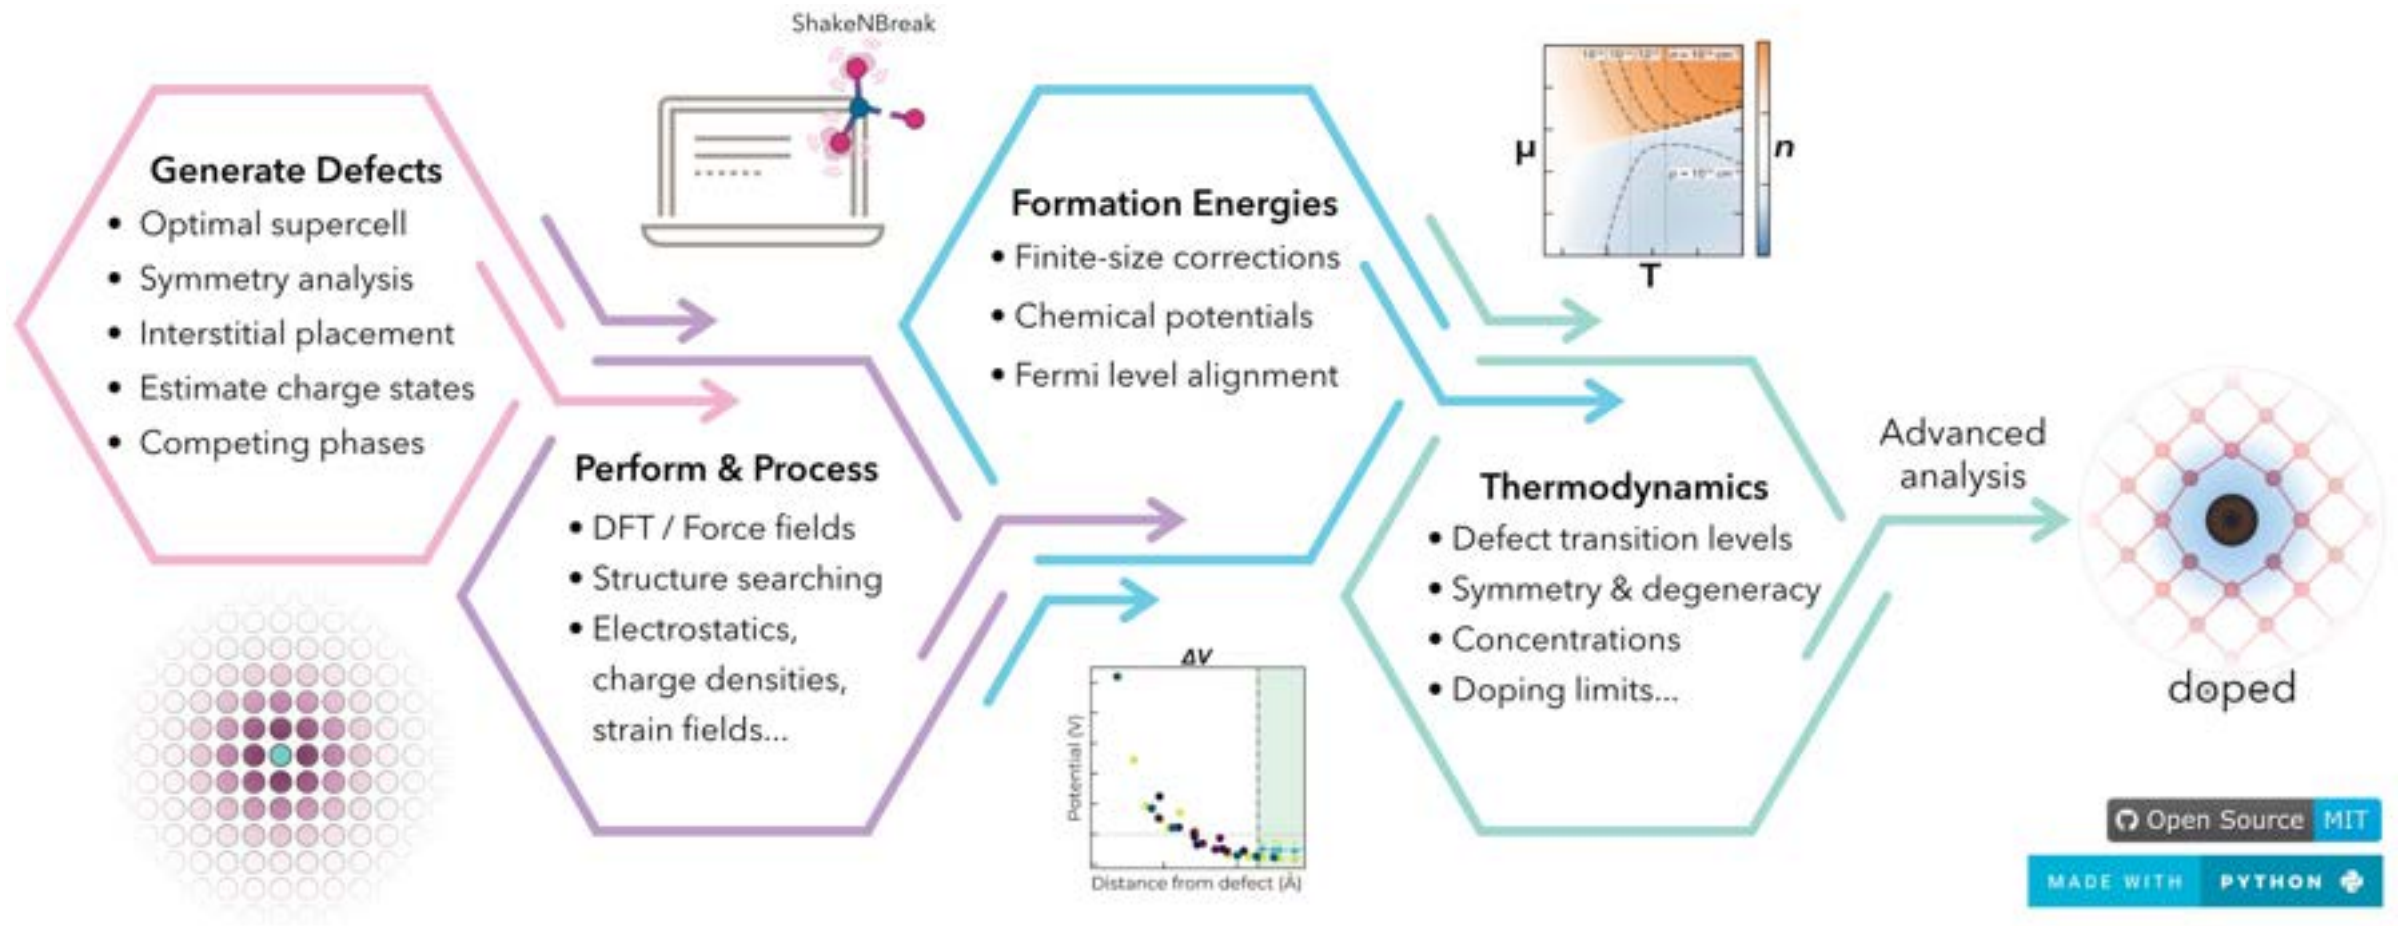 ShakeNBreak
Generate Defects
• Optimal supercell
• Symmetry analysis
• Interstitial placement
• Estimate charge states
• Competing phases
Perform & Process
• DFT / Force fields
• Structure searching
• Electrostatics,
charge densities,
strain fields...
Formation Energies
• Finite-size corrections
• Chemical potentials
• Fermi level alignment
ΔV
Potential (V)
Distance from defect (Å)
μ
n
T
Thermodynamics
• Defect transition levels
• Symmetry & degeneracy
• Concentrations
• Doping limits...
Advanced
analysis
doped
Open Source MIT
MADE WITH PYTHON